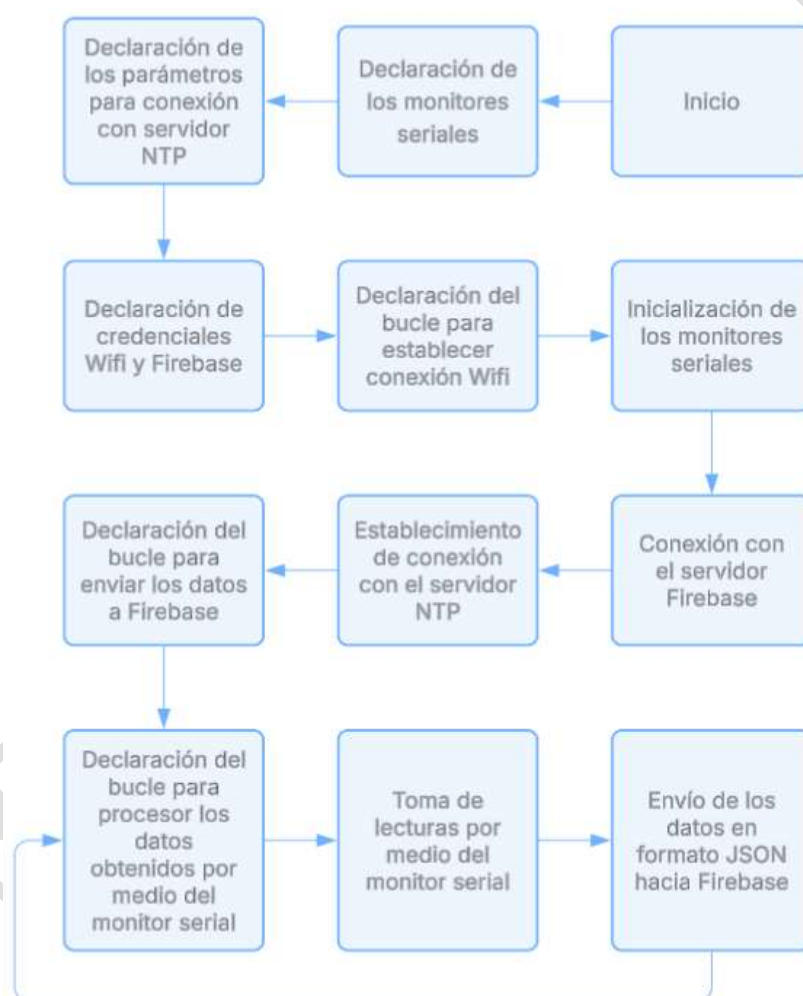 Declaración de
los parámetros
para conexión
con servidor
NTP
Declaración de
los monitores
seriales
Inicio
Declaración de
credenciales
Wifi y Firebase
Declaración del
bucle para
establecer
conexión Wifi
Inicialización de
los monitores
seriales
Declaración del
bucle para
enviar los datos
a Firebase
Establecimiento
de conexión
con el servidor
NTP
Conexión con
el servidor
Firebase
Declaración del
bucle para
procesor los
datos
obtenidos por
medio del
monitor serial
Toma de
lecturas por
medio del
monitor serial
Envío de los
datos en
formato JSON
hacia Firebase